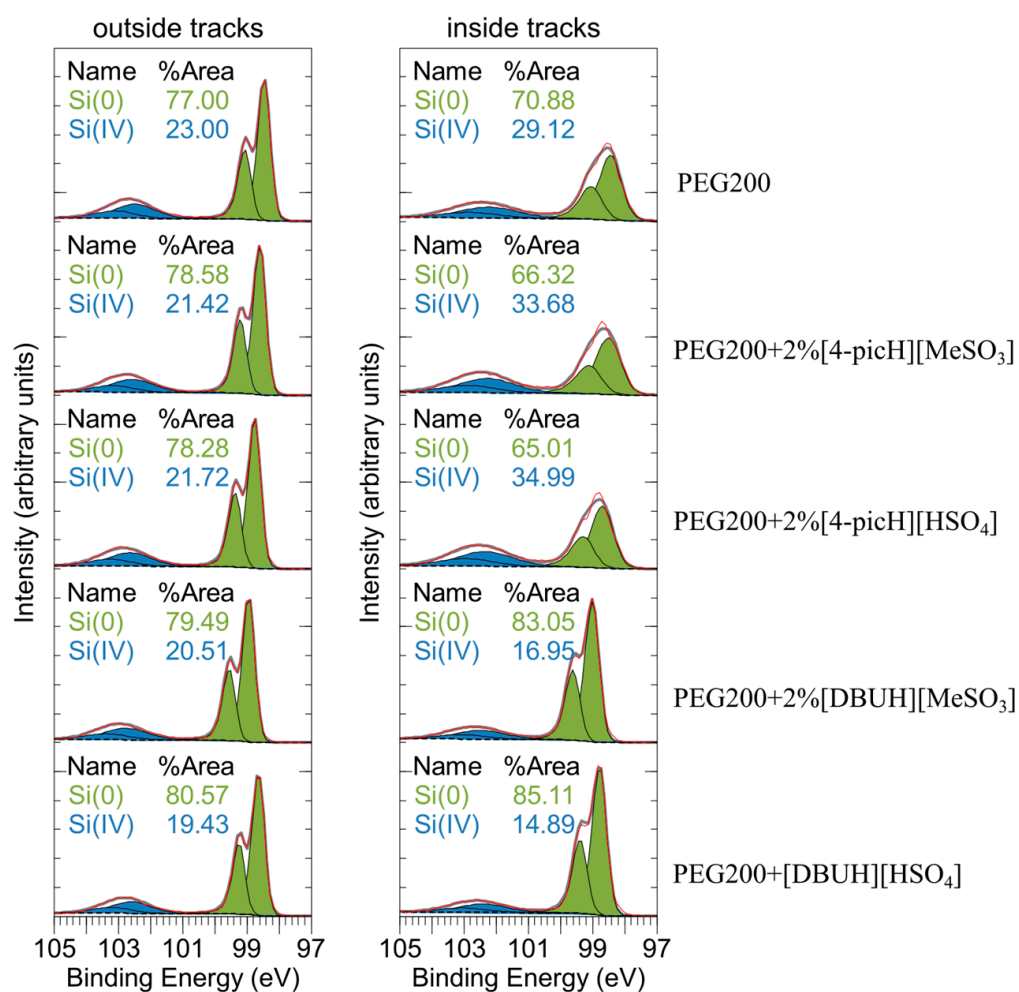 outside tracks
inside tracks
Name %Area
Si(0) 77.00
Si(IV) 23.00
Name %Area
Si(0) 70.88
Si(IV) 29.12
PEG200
Name %Area
Si(0) 78.58
Si(IV) 21.42
Name %Area
Si(0) 66.32
Si(IV) 33.68
PEG200+2%[4-picH][MeSO₃]
Name %Area
Si(0) 78.28
Si(IV) 21.72
Name %Area
Si(0) 65.01
Si(IV) 34.99
PEG200+2%[4-picH][HSO₄]
Name %Area
Si(0) 79.49
Si(IV) 20.51
Name %Area
Si(0) 83.05
Si(IV) 16.95
PEG200+2%[DBUH][MeSO₃]
Name %Area
Si(0) 80.57
Si(IV) 19.43
Name %Area
Si(0) 85.11
Si(IV) 14.89
PEG200+[DBUH][HSO₄]
Intensity (arbitrary units)
Intensity (arbitrary units)
105 103 101 99 97
105 103 101 99 97
Binding Energy (eV)
Binding Energy (eV)